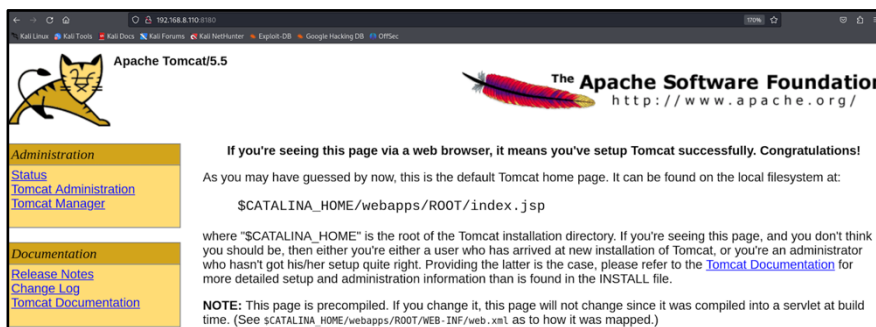 192.168.8.110:8180
170%
Kali Linux Kali Tools Kali Docs Kali Forums Kali NetHunter Exploit-DB Google Hacking DB OffSec
Apache Tomcat/5.5
The Apache Software Foundation
http://www.apache.org/
Administration
Status
Tomcat Administration
Tomcat Manager
Documentation
Release Notes
Change Log
Tomcat Documentation
If you're seeing this page via a web browser, it means you've setup Tomcat successfully. Congratulations!
As you may have guessed by now, this is the default Tomcat home page. It can be found on the local filesystem at:
$CATALINA_HOME/webapps/ROOT/index.jsp
where "$CATALINA_HOME" is the root of the Tomcat installation directory. If you're seeing this page, and you don't think
you should be, then either you're either a user who has arrived at new installation of Tomcat, or you're an administrator
who hasn't got his/her setup quite right. Providing the latter is the case, please refer to the Tomcat Documentation for
more detailed setup and administration information than is found in the INSTALL file.
NOTE: This page is precompiled. If you change it, this page will not change since it was compiled into a servlet at build
time. (See $CATALINA_HOME/webapps/ROOT/WEB-INF/web.xml as to how it was mapped.)